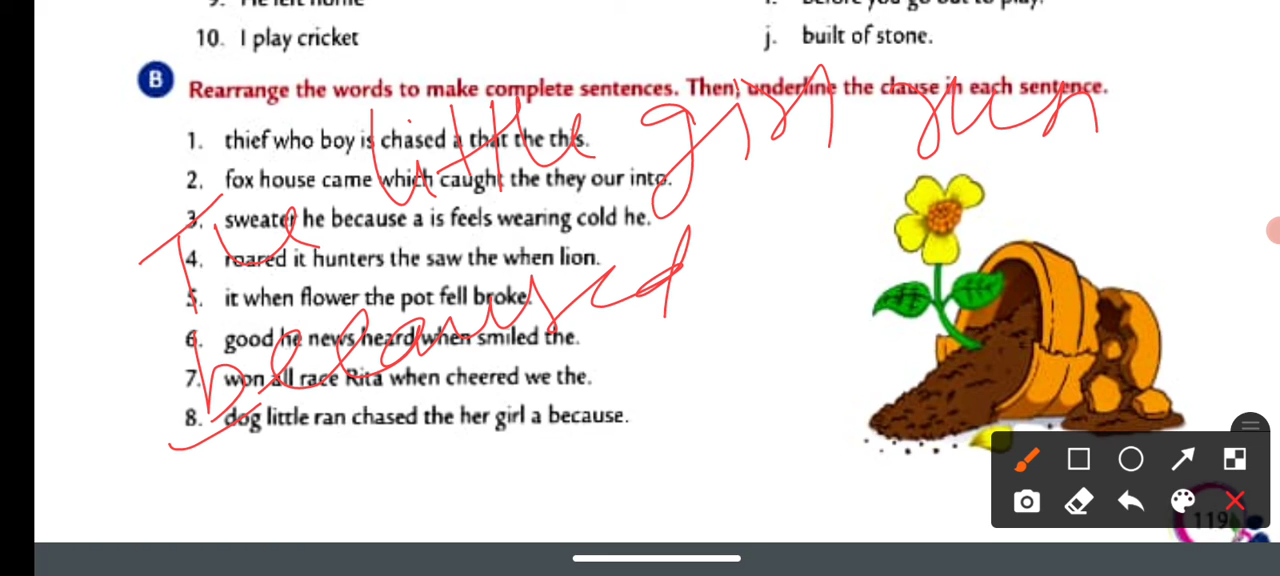 10. I play cricket
j. built of stone.
B Rearrange the words to make complete sentences. Then, underline the clause in each sentence.
1. thief who boy is chased a that the this.
2. fox house came which caught the they our into.
3. sweater he because a is feels wearing cold he.
4. roared it hunters the saw the when lion.
5. it when flower the pot fell broke.
6. good he news heard when smiled the.
7. won all race Rita when cheered we the.
8. dog little ran chased the her girl a because.
The little girl
119